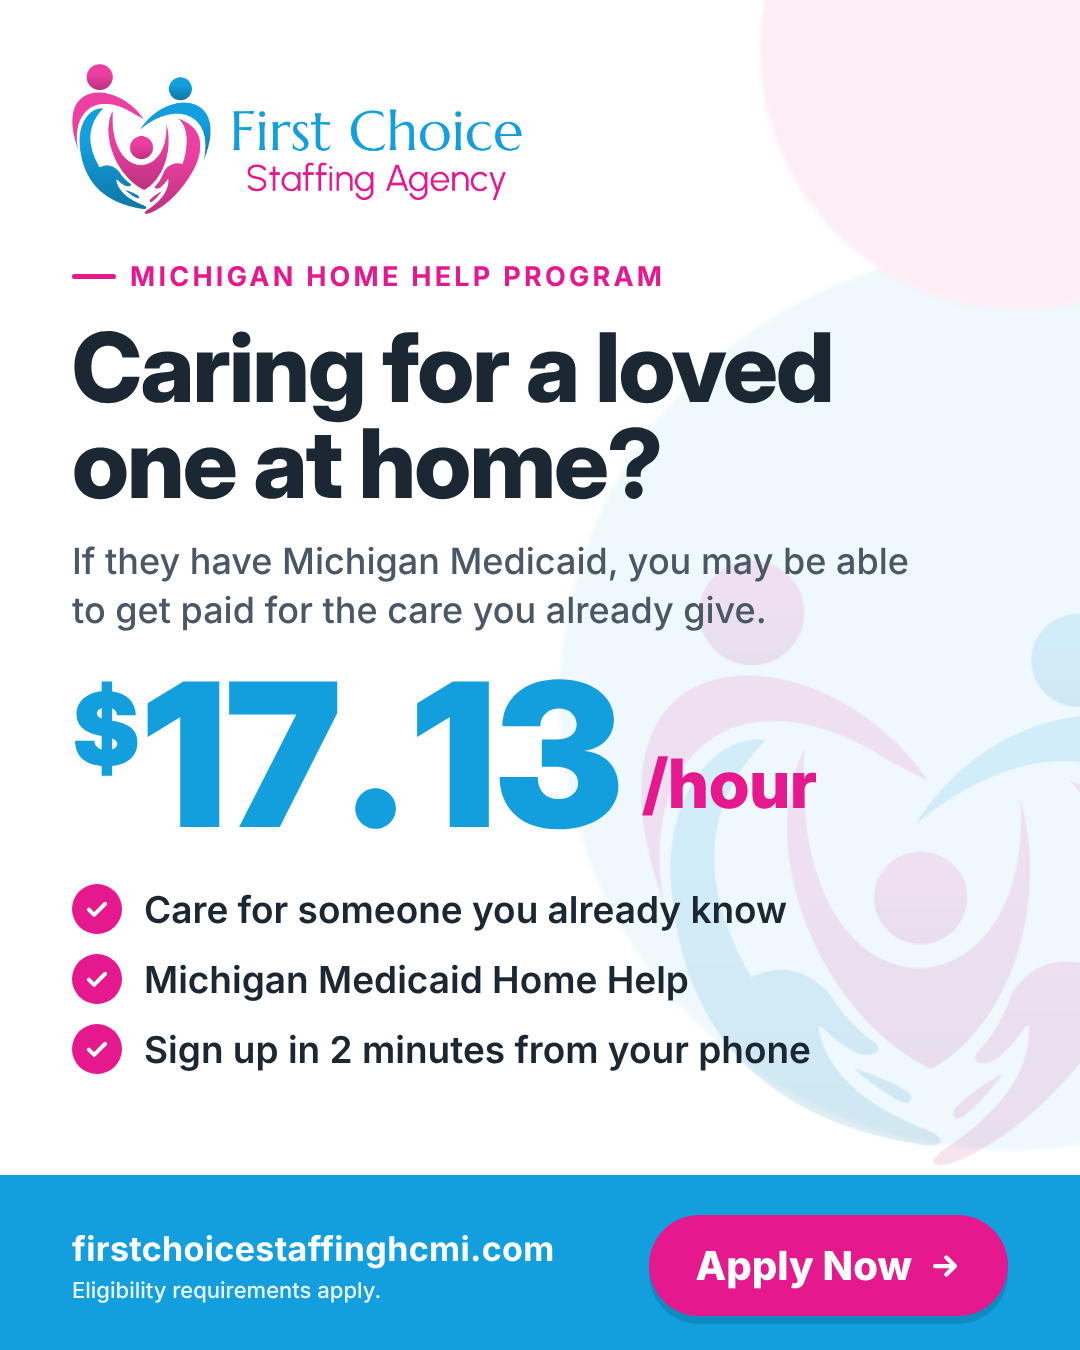 First Choice
Staffing Agency
MICHIGAN HOME HELP PROGRAM
Caring for a loved
one at home?
If they have Michigan Medicaid, you may be able
to get paid for the care you already give.
$17.13 /hour
Care for someone you already know
Michigan Medicaid Home Help
Sign up in 2 minutes from your phone
firstchoicestaffinghcmi.com
Eligibility requirements apply.
Apply Now →